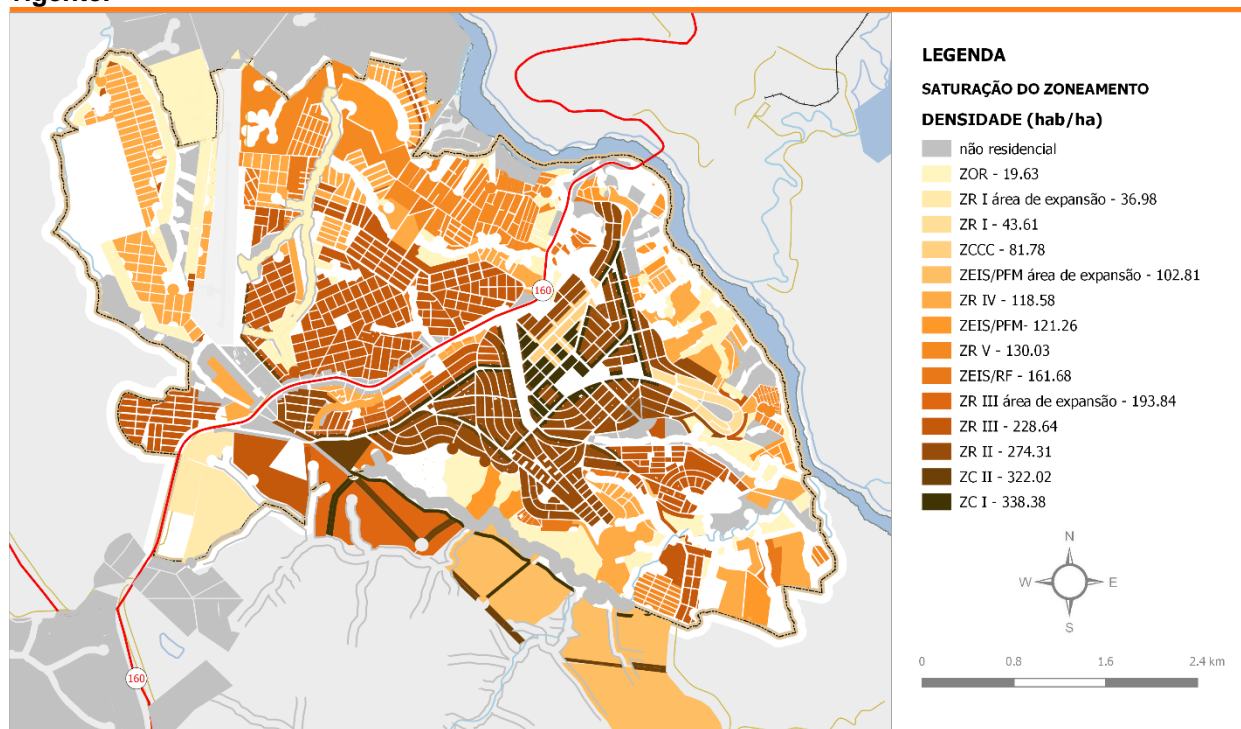 vigente.
160
160
LEGENDA
SATURAÇÃO DO ZONEAMENTO
DENSIDADE (hab/ha)
não residencial
ZOR - 19.63
ZR I área de expansão - 36.98
ZR I - 43.61
ZCCC - 81.78
ZEIS/PFM área de expansão - 102.81
ZR IV - 118.58
ZEIS/PFM- 121.26
ZR V - 130.03
ZEIS/RF - 161.68
ZR III área de expansão - 193.84
ZR III - 228.64
ZR II - 274.31
ZC II - 322.02
ZC I - 338.38
N
W E
S
0 0.8 1.6 2.4 km